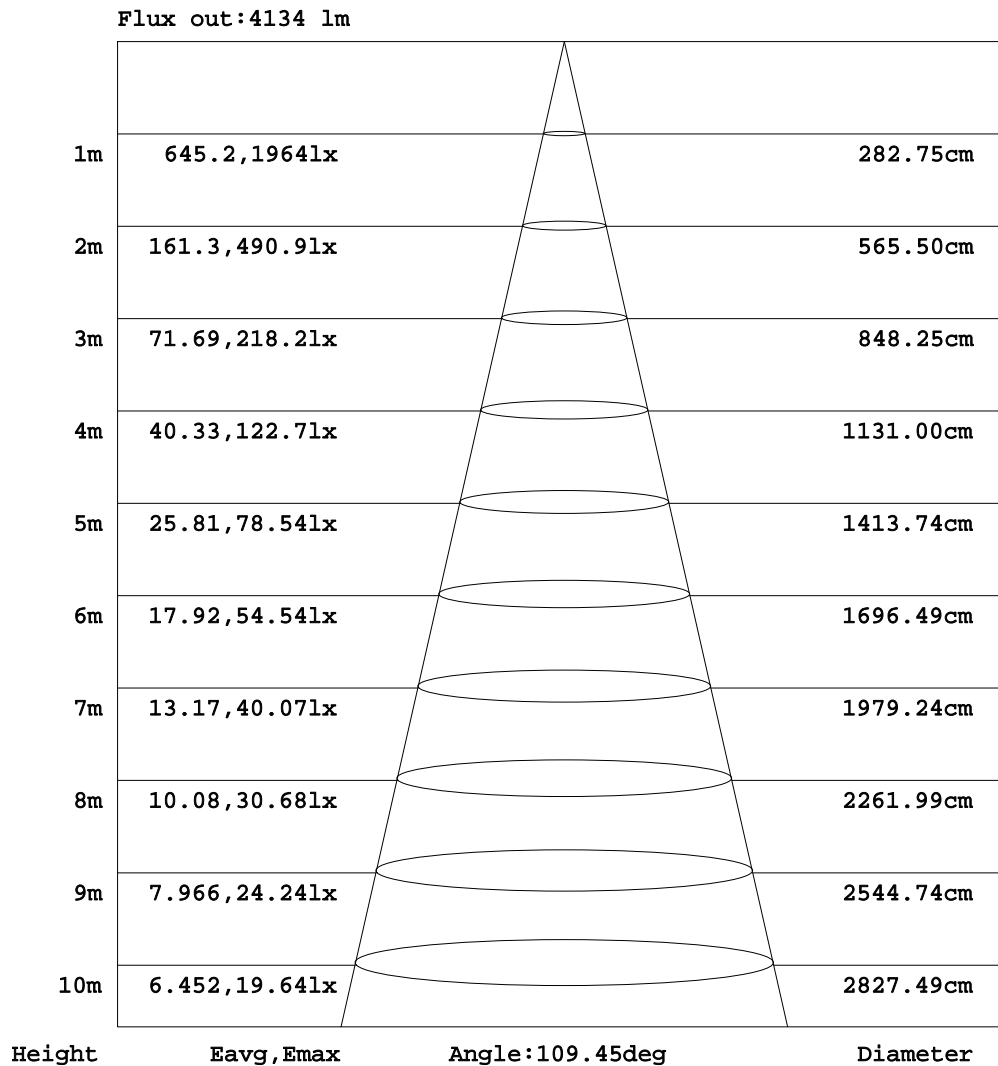 Flux out:4134 lm
1m 645.2,1964lx 282.75cm
2m 161.3,490.9lx 565.50cm
3m 71.69,218.2lx 848.25cm
4m 40.33,122.7lx 1131.00cm
5m 25.81,78.54lx 1413.74cm
6m 17.92,54.54lx 1696.49cm
7m 13.17,40.07lx 1979.24cm
8m 10.08,30.68lx 2261.99cm
9m 7.966,24.24lx 2544.74cm
10m 6.452,19.64lx 2827.49cm
Height Eavg,Emax Angle:109.45deg Diameter